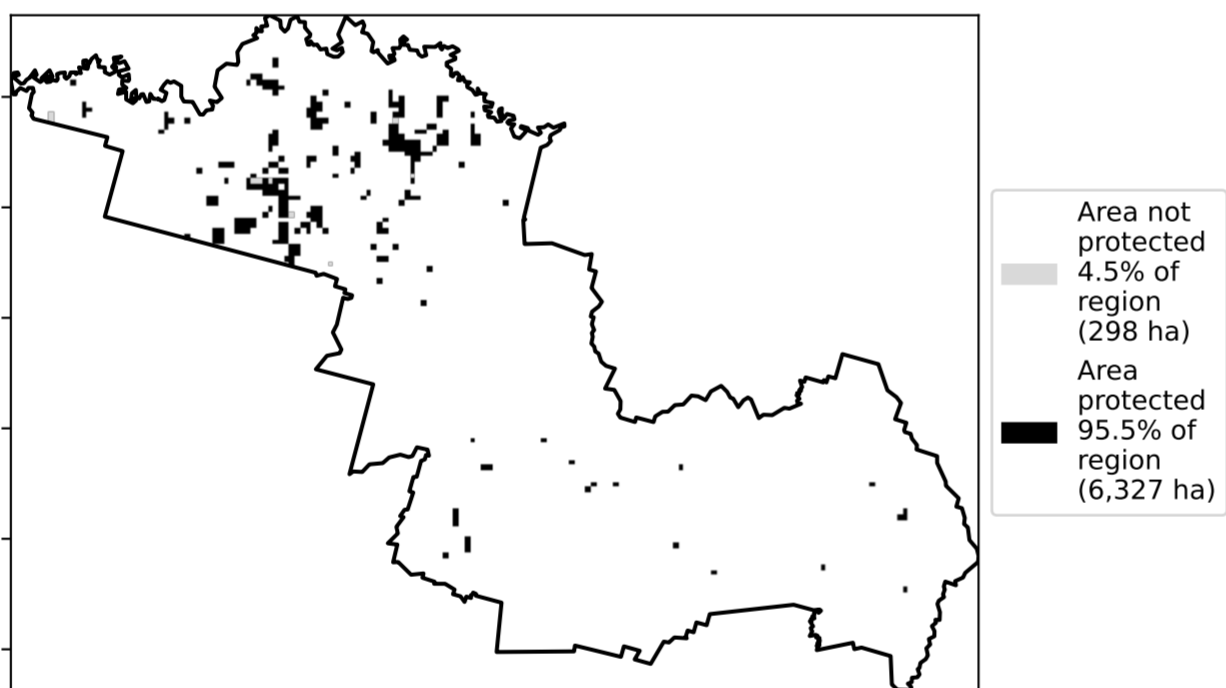 Area not
protected
4.5% of
region
(298 ha)
Area
protected
95.5% of
region
(6,327 ha)